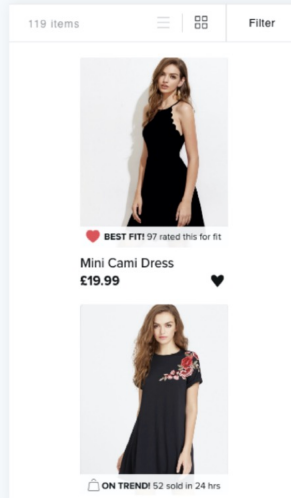 119 items
Filter
BEST FIT! 97 rated this for fit
Mini Cami Dress
£19.99
ON TREND! 52 sold in 24 hrs